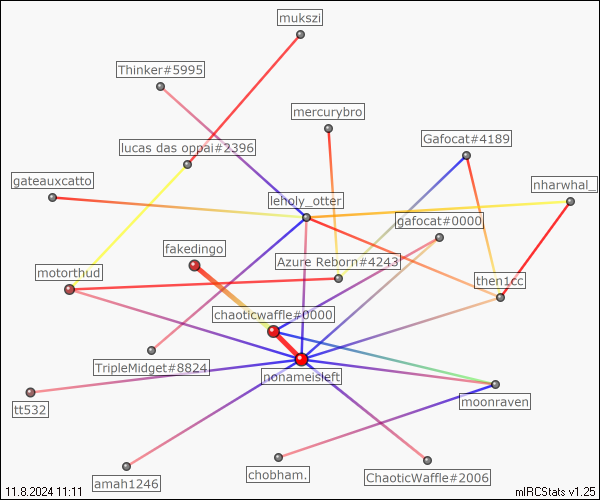 mukszi
Thinker#5995
mercurybro
Gafocat#4189
lucas das oppai#2396
gateauxcatto
nharwhal_
leholy_otter
gafocat#0000
fakedingo
Azure Reborn#4243
motorthud
then1cc
chaoticwaffle#0000
TripleMidget#8824
nonameisleft
moonraven
tt532
amah1246
chobham.
ChaoticWaffle#2006
11.8.2024 11:11
mIRCStats v1.25